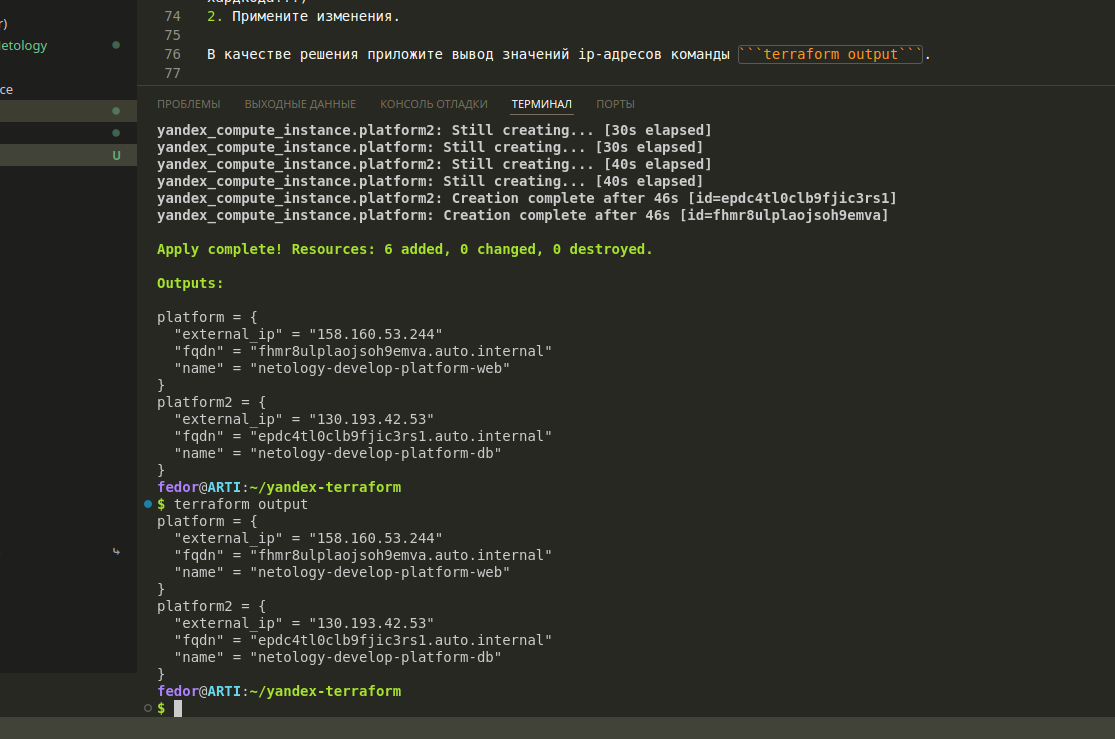 r)
etology
ce
U
74 2. Примените изменения.
75
76 В качестве решения приложите вывод значений ip-адресов команды ```terraform output```.
77
ПРОБЛЕМЫ ВЫХОДНЫЕ ДАННЫЕ КОНСОЛЬ ОТЛАДКИ ТЕРМИНАЛ ПОРТЫ
yandex_compute_instance.platform2: Still creating... [30s elapsed]
yandex_compute_instance.platform: Still creating... [30s elapsed]
yandex_compute_instance.platform2: Still creating... [40s elapsed]
yandex_compute_instance.platform: Still creating... [40s elapsed]
yandex_compute_instance.platform2: Creation complete after 46s [id=epdc4tl0clb9fjic3rs1]
yandex_compute_instance.platform: Creation complete after 46s [id=fhmr8ulplaojsoh9emva]
Apply complete! Resources: 6 added, 0 changed, 0 destroyed.
Outputs:
platform = {
"external_ip" = "158.160.53.244"
"fqdn" = "fhmr8ulplaojsoh9emva.auto.internal"
"name" = "netology-develop-platform-web"
}
platform2 = {
"external_ip" = "130.193.42.53"
"fqdn" = "epdc4tl0clb9fjic3rs1.auto.internal"
"name" = "netology-develop-platform-db"
}
fedor@ARTI:~/yandex-terraform
$ terraform output
platform = {
"external_ip" = "158.160.53.244"
"fqdn" = "fhmr8ulplaojsoh9emva.auto.internal"
"name" = "netology-develop-platform-web"
}
platform2 = {
"external_ip" = "130.193.42.53"
"fqdn" = "epdc4tl0clb9fjic3rs1.auto.internal"
"name" = "netology-develop-platform-db"
}
fedor@ARTI:~/yandex-terraform
$